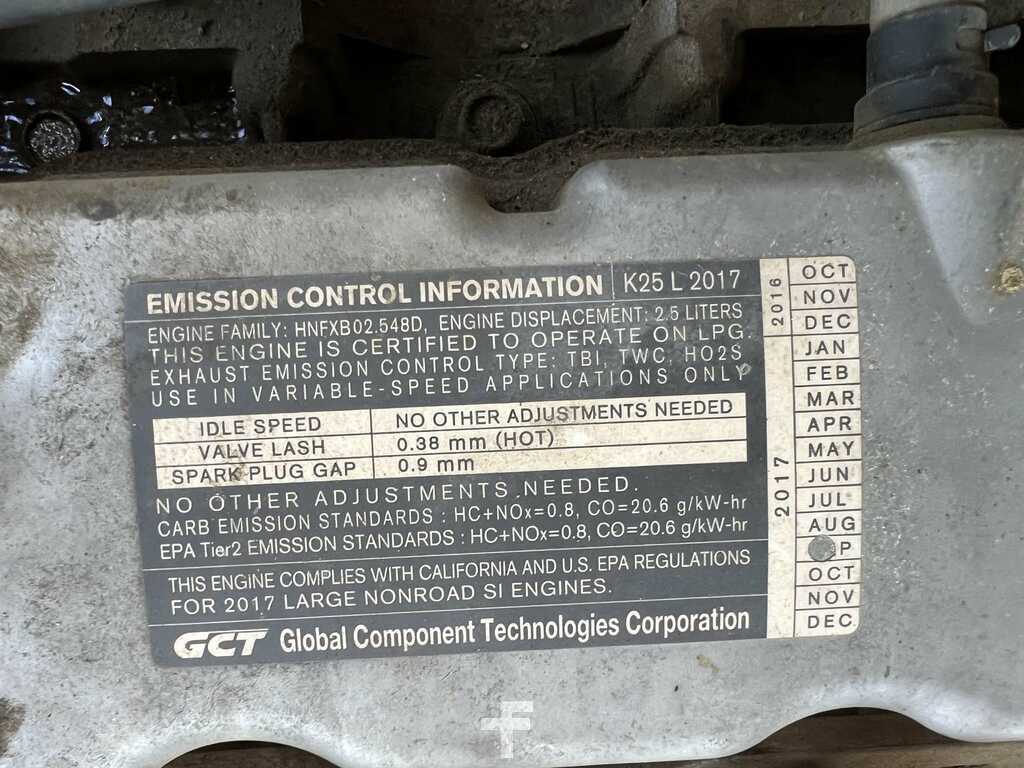 EMISSION CONTROL INFORMATION K25 L 2017
ENGINE FAMILY: HNFXB02.548D, ENGINE DISPLACEMENT: 2.5 LITERS
THIS ENGINE IS CERTIFIED TO OPERATE ON LPG.
EXHAUST EMISSION CONTROL TYPE: TBI, TWC, HO2S
USE IN VARIABLE-SPEED APPLICATIONS ONLY
IDLE SPEED NO OTHER ADJUSTMENTS NEEDED
VALVE LASH 0.38 mm (HOT)
SPARK PLUG GAP 0.9 mm
NO OTHER ADJUSTMENTS NEEDED.
CARB EMISSION STANDARDS : HC+NOx=0.8, CO=20.6 g/kW-hr
EPA Tier2 EMISSION STANDARDS : HC+NOx=0.8, CO=20.6 g/kW-hr
THIS ENGINE COMPLIES WITH CALIFORNIA AND U.S. EPA REGULATIONS
FOR 2017 LARGE NONROAD SI ENGINES.
GCT Global Component Technologies Corporation
2016
OCT
NOV
DEC
2017
JAN
FEB
MAR
APR
MAY
JUN
JUL
AUG
P
OCT
NOV
DEC